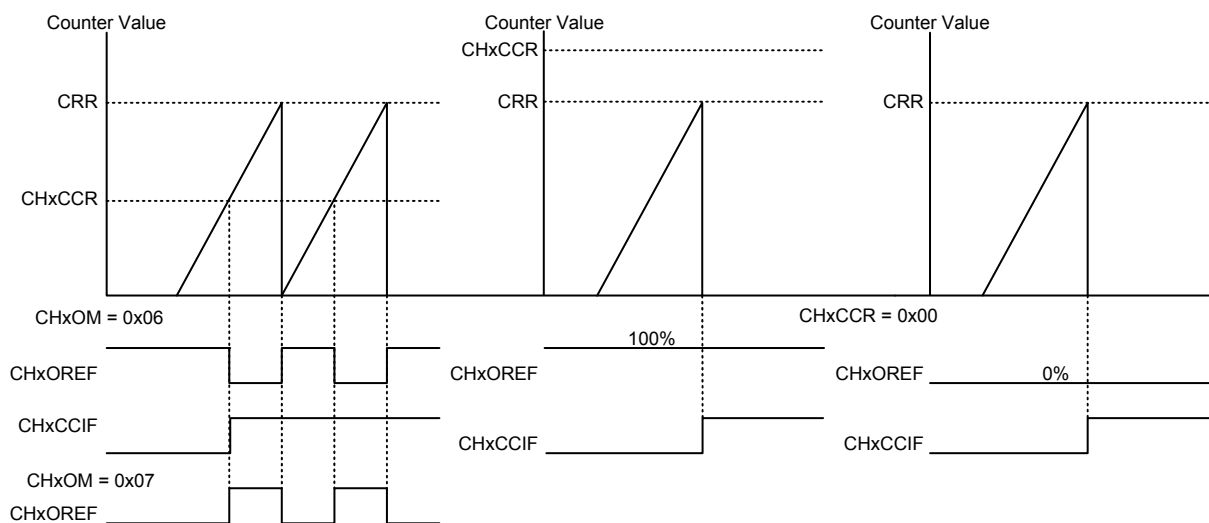 Counter Value
CRR
CHxCCR
CHxOM = 0x06
CHxOREF
CHxCCIF
CHxOM = 0x07
CHxOREF
Counter Value
CHxCCR
CRR
100%
CHxOREF
CHxCCIF
Counter Value
CRR
CHxCCR = 0x00
CHxOREF
0%
CHxCCIF